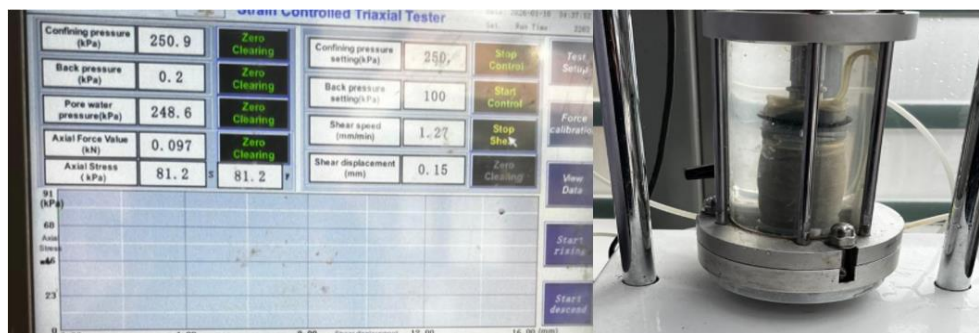 Strain Controlled Triaxial Tester
Confining pressure
(kPa)
250.9
Zero
Clearing
Back pressure
(kPa)
0.2
Zero
Clearing
Pore water
pressure(kPa)
248.6
Zero
Clearing
Axial Force Value
(kN)
0.097
Zero
Clearing
Axial Stress
(kPa)
81.2
81.2
Confining pressure
setting(kPa)
250.
Stop
Control
Back pressure
setting(kPa)
100
Start
Control
Shear speed
(mm/min)
1.27
Stop
Shear displacement
(mm)
0.15
Zero
Clearing
Test
Setup
Force
View
Data
Start
rising
Start
descend
91
(kPa)
68
Axial
Stress
46
23
0
16.00 (mm)